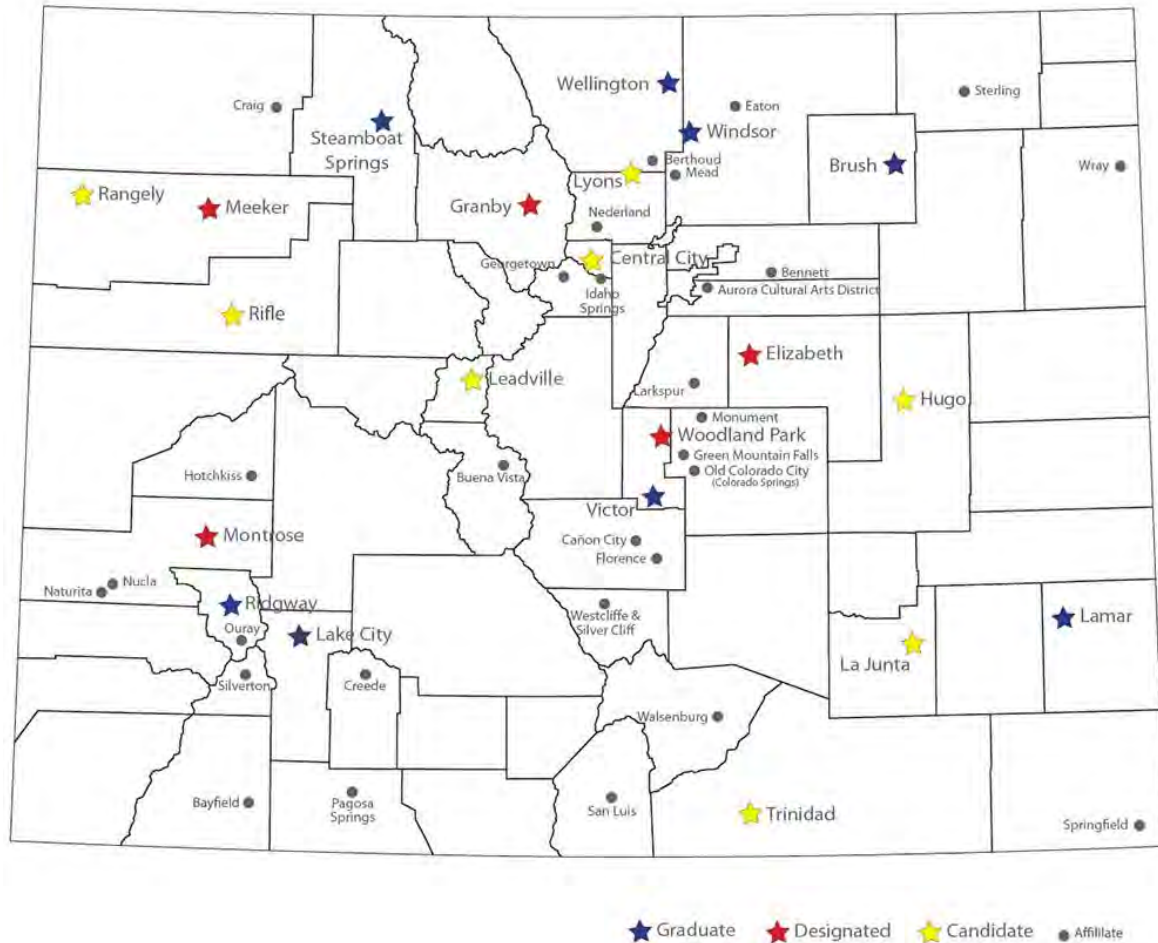 Wellington
Craig
Eaton
Sterling
Steamboat
Springs
Windsor
Berthoud
Mead
Brush
Wray
Lyons
Rangely
Meeker
Granby
Nederland
Georgetown
Central City
Idaho
Springs
Bennett
Aurora Cultural Arts District
Rifle
Elizabeth
Leadville
Larkspur
Hugo
Monument
Woodland Park
Green Mountain Falls
Old Colorado City
(Colorado Springs)
Hotchkiss
Buena Vista
Victor
Montrose
Cañon City
Florence
Nucla
Naturita
Ridgway
Ouray
Lake City
Westcliffe &
Silver Cliff
Lamar
La Junta
Silverton
Creede
Walsenburg
Bayfield
Pagosa
Springs
San Luis
Trinidad
Springfield
Graduate
Designated
Candidate
Affililate